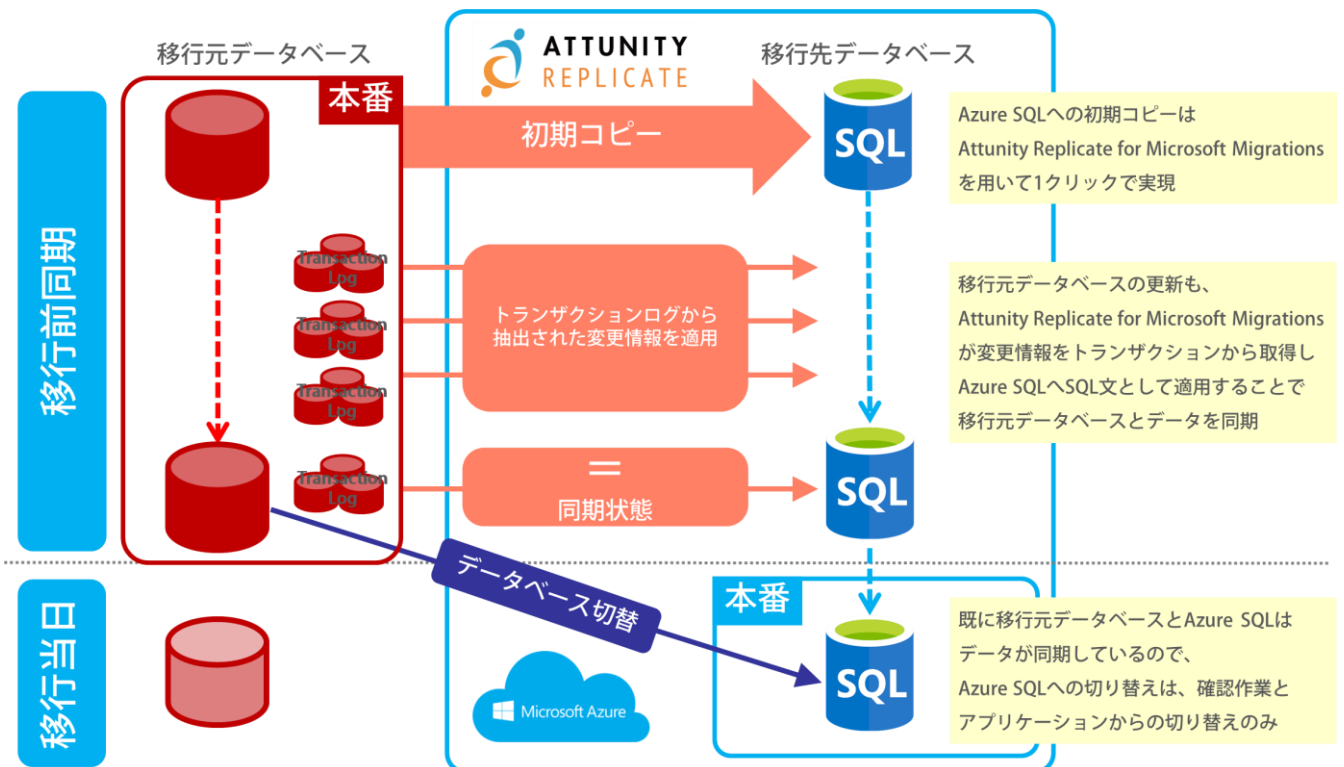 移行元データベース
ATTUNITY
REPLICATE
移行先データベース
移行前同期
本番
初期コピー
SQL
Azure SQLへの初期コピーは
Attunity Replicate for Microsoft Migrations
を用いて1クリックで実現
Transaction
Log
Transaction
Log
Transaction
Log
トランザクションログから
抽出された変更情報を適用
移行元データベースの更新も、
Attunity Replicate for Microsoft Migrations
が変更情報をトランザクションから取得し
Azure SQLへSQL文として適用することで
移行元データベースとデータを同期
Transaction
Log
=
同期状態
SQL
データベース切替
移行当日
本番
SQL
Microsoft Azure
既に移行元データベースとAzure SQLは
データが同期しているので、
Azure SQLへの切り替えは、確認作業と
アプリケーションからの切り替えのみ